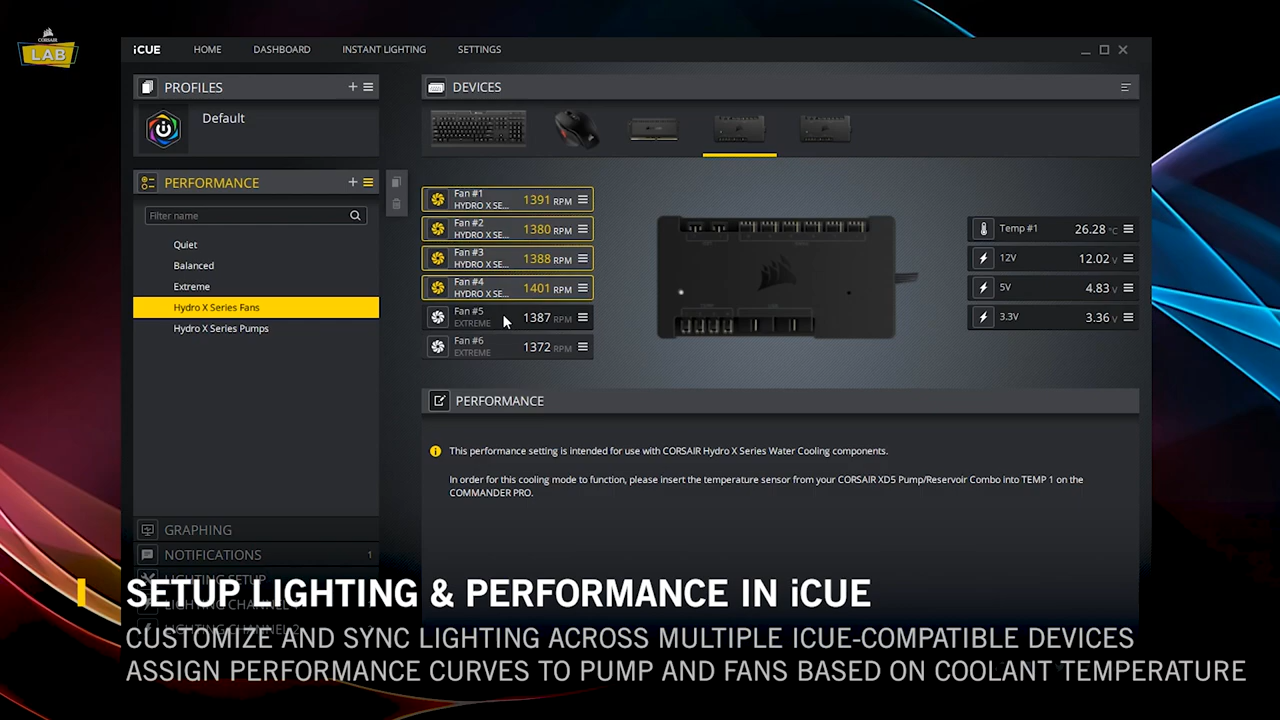 CORSAIR
LAB
iCUE HOME DASHBOARD INSTANT LIGHTING SETTINGS
PROFILES
Default
PERFORMANCE
Filter name
Quiet
Balanced
Extreme
Hydro X Series Fans
Hydro X Series Pumps
GRAPHING
NOTIFICATIONS 1
LIGHTING SETUP
LIGHTING CHANNEL
LIGHTING CHANNEL 2
DEVICES
Fan #1
HYDRO X SE... 1391 RPM
Fan #2
HYDRO X SE... 1380 RPM
Fan #3
HYDRO X SE... 1388 RPM
Fan #4
HYDRO X SE... 1401 RPM
Fan #5
EXTREME 1387 RPM
Fan #6
EXTREME 1372 RPM
Temp #1 26.28 °C
12V 12.02 V
5V 4.83 V
3.3V 3.36 V
PERFORMANCE
This performance setting is intended for use with CORSAIR Hydro X Series Water Cooling components.
In order for this cooling mode to function, please insert the temperature sensor from your CORSAIR XD5 Pump/Reservoir Combo into TEMP 1 on the
COMMANDER PRO.
SETUP LIGHTING & PERFORMANCE IN iCUE
CUSTOMIZE AND SYNC LIGHTING ACROSS MULTIPLE ICUE-COMPATIBLE DEVICES
ASSIGN PERFORMANCE CURVES TO PUMP AND FANS BASED ON COOLANT TEMPERATURE